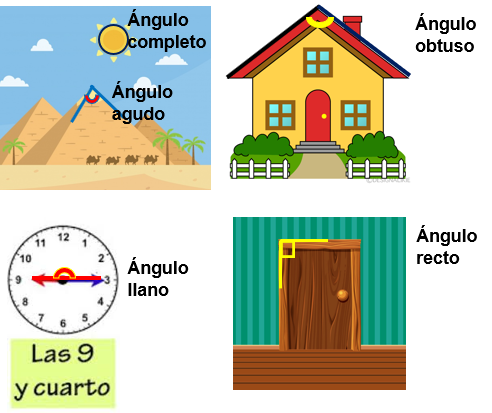 Ángulo
completo
Ángulo
agudo
Ángulo
obtuso
12
11
1
10
2
9
3
8
4
7
5
6
Ángulo
llano
Las 9
y cuarto
Ángulo
recto